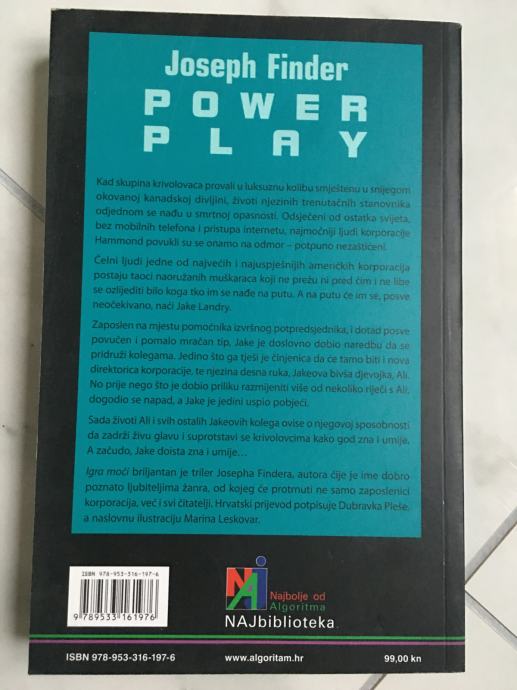 Joseph Finder
POWER
PLAY
Kad skupina krivolovaca provali u luksuznu kolibu smještenu u snijegom
okovanoj kanadskoj divljini, životi njezinih trenutačnih stanovnika
odjednom se nađu u smrtnoj opasnosti. Odsječeni od ostatka svijeta,
bez mobilnih telefona i pristupa internetu, najmoćniji ljudi korporacije
Hammond povukli su se onamo na odmor – potpuno nezaštićeni.
Čelni ljudi jedne od najvećih i najuspješnijih američkih korporacija
postaju taoci naoružanih muškaraca koji ne prežu ni pred čim i ne libe
se ozlijediti bilo koga tko im se nađe na putu. A na putu će im se, posve
neočekivano, naći Jake Landry.
Zaposlen na mjestu pomoćnika izvršnog potpredsjednika, i dotad posve
povučen i pomalo mračan tip, Jake je doslovno dobio naredbu da se
pridruži kolegama. Jedino što ga tješi je činjenica da će tamo biti i nova
direktorica korporacije, te njezina desna ruka, Jakeova bivša djevojka, Ali.
No prije nego što je dobio priliku razmijeniti više od nekoliko riječi s Ali,
dogodio se napad, a Jake je jedini uspio pobjeći.
Sada životi Ali i svih ostalih Jakeovih kolega ovise o njegovoj sposobnosti
da zadrži živu glavu i suprotstavi se krivolovcima kako god zna i umije.
A začudo, Jake doista zna i umije...
Igra moći briljantan je triler Josepha Findera, autora čije je ime dobro
poznato ljubiteljima žanra, od kojeg će protrnuti ne samo zaposlenici
korporacija, već i svi čitatelji. Hrvatski prijevod potpisuje Dubravka Pleše,
a naslovnu ilustraciju Marina Leskovar.
ISBN 978-953-316-197-6
9 789533 161976
NAJ
Najbolje od
Algoritma
NAJbiblioteka.
ISBN 978-953-316-197-6
www.algoritam.hr
99,00 kn